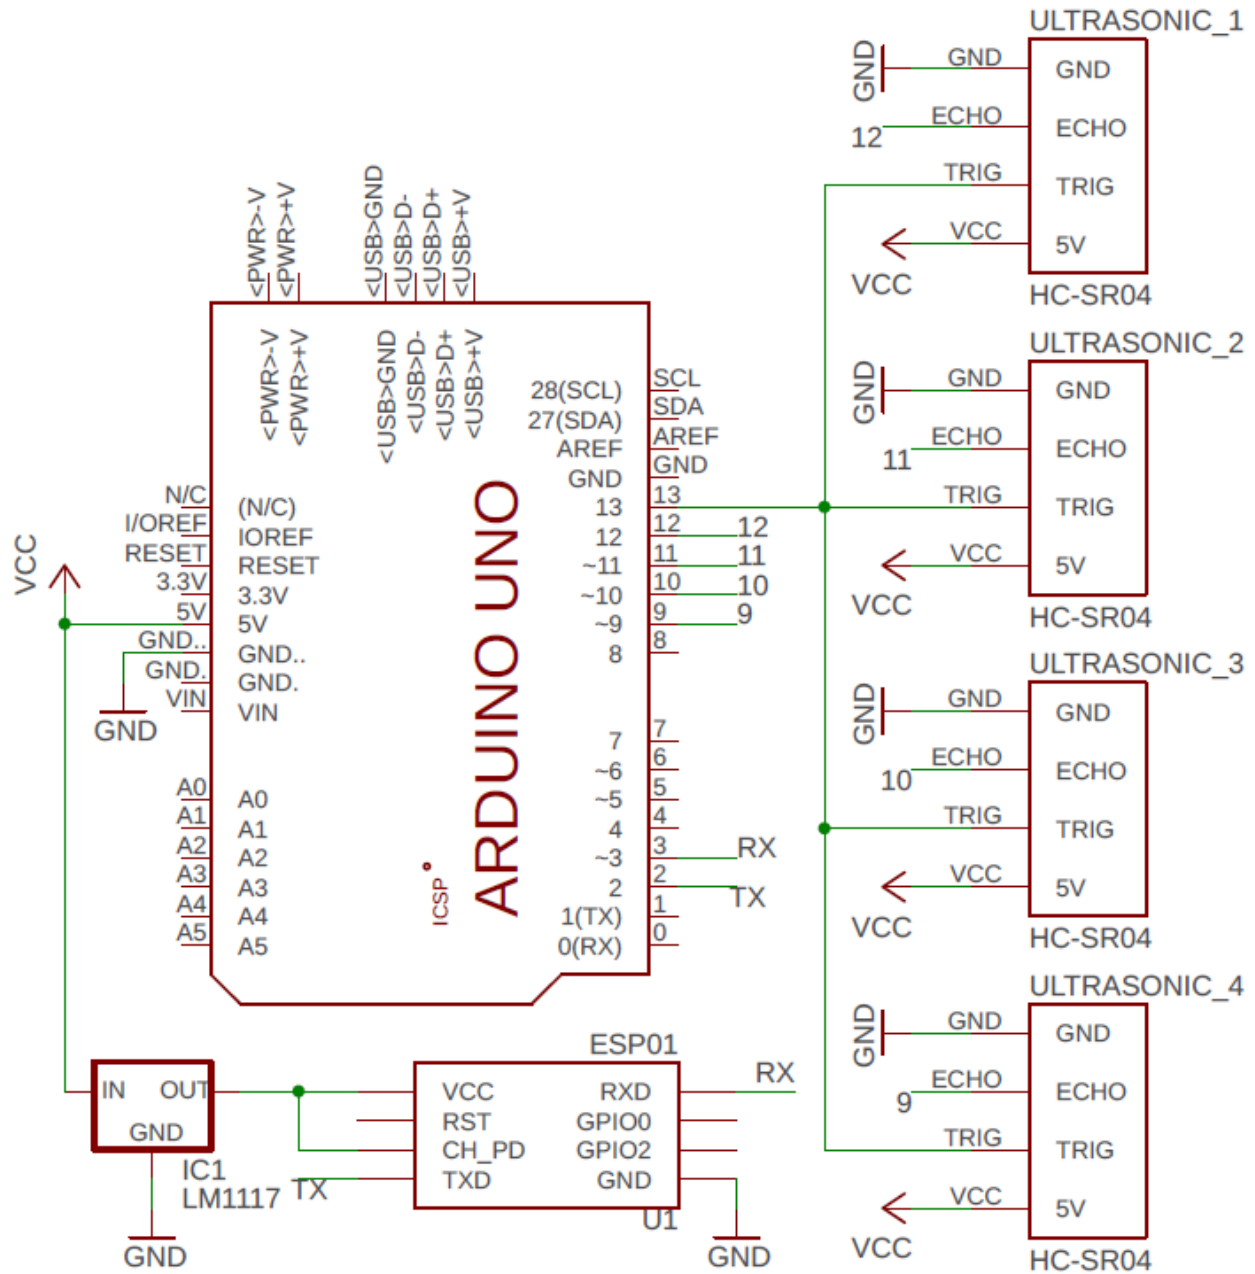 ULTRASONIC_1
GND
GND
GND
ECHO
ECHO
12
TRIG
TRIG
VCC
5V
VCC
HC-SR04
ULTRASONIC_2
GND
GND
GND
ECHO
ECHO
11
TRIG
TRIG
VCC
5V
VCC
HC-SR04
ULTRASONIC_3
GND
GND
GND
ECHO
ECHO
10
TRIG
TRIG
VCC
5V
VCC
HC-SR04
ULTRASONIC_4
GND
GND
GND
ECHO
ECHO
9
TRIG
TRIG
VCC
5V
VCC
HC-SR04
<PWR>-V
<PWR>+V
<USB>GND
<USB>D-
<USB>D+
<USB>+V
<PWR>-V
<PWR>+V
<USB>GND
<USB>D-
<USB>D+
<USB>+V
ARDUINO UNO
ICSP
VCC
N/C
(N/C)
I/OREF
IOREF
RESET
RESET
3.3V
3.3V
5V
5V
GND..
GND..
GND.
GND.
VIN
VIN
GND
A0
A0
A1
A1
A2
A2
A3
A3
A4
A4
A5
A5
28(SCL)
SCL
27(SDA)
SDA
AREF
AREF
GND
GND
13
13
12
12
12
~11
11
11
~10
10
10
~9
9
9
8
8
7
7
~6
6
~5
5
4
4
~3
3
RX
2
2
TX
1(TX)
1
0(RX)
0
IN
OUT
GND
IC1
LM1117
GND
ESP01
VCC
RXD
RX
RST
GPIO0
CH_PD
GPIO2
TX
TXD
GND
U1
GND